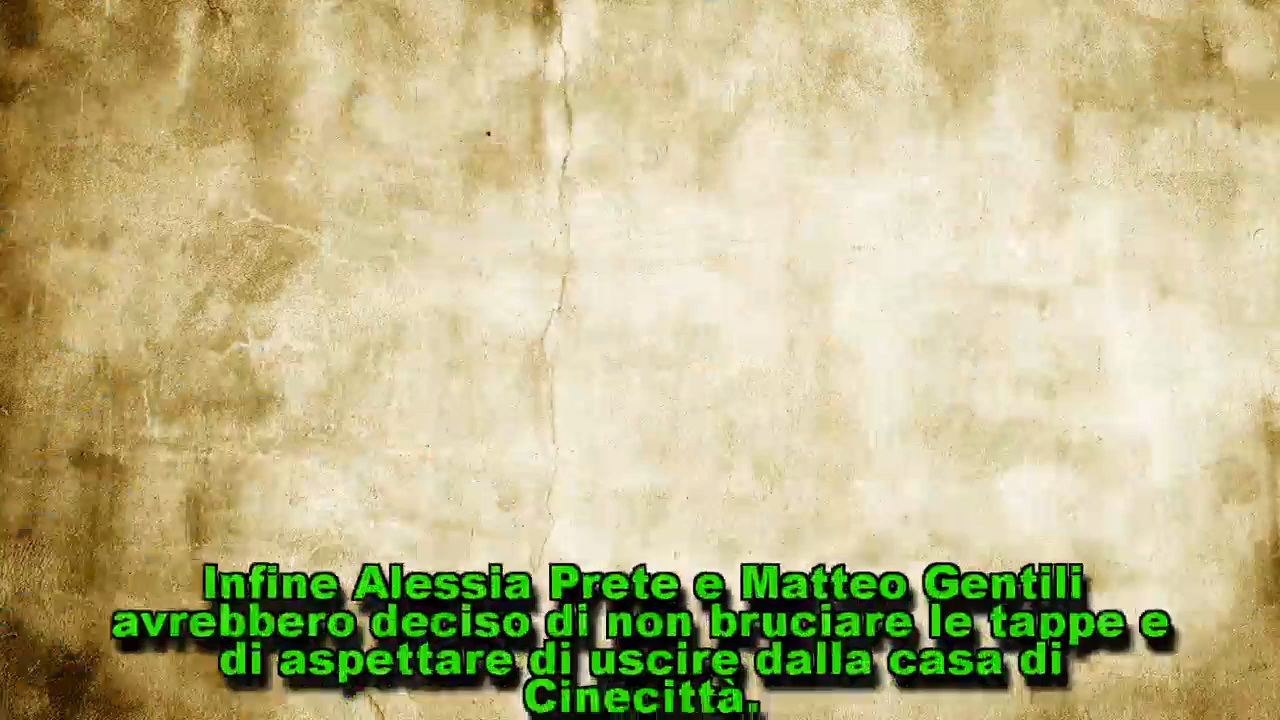 Infine Alessia Prete e Matteo Gentili
avrebbero deciso di non bruciare le tappe e
di aspettare di uscire dalla casa di
Cinecittà.